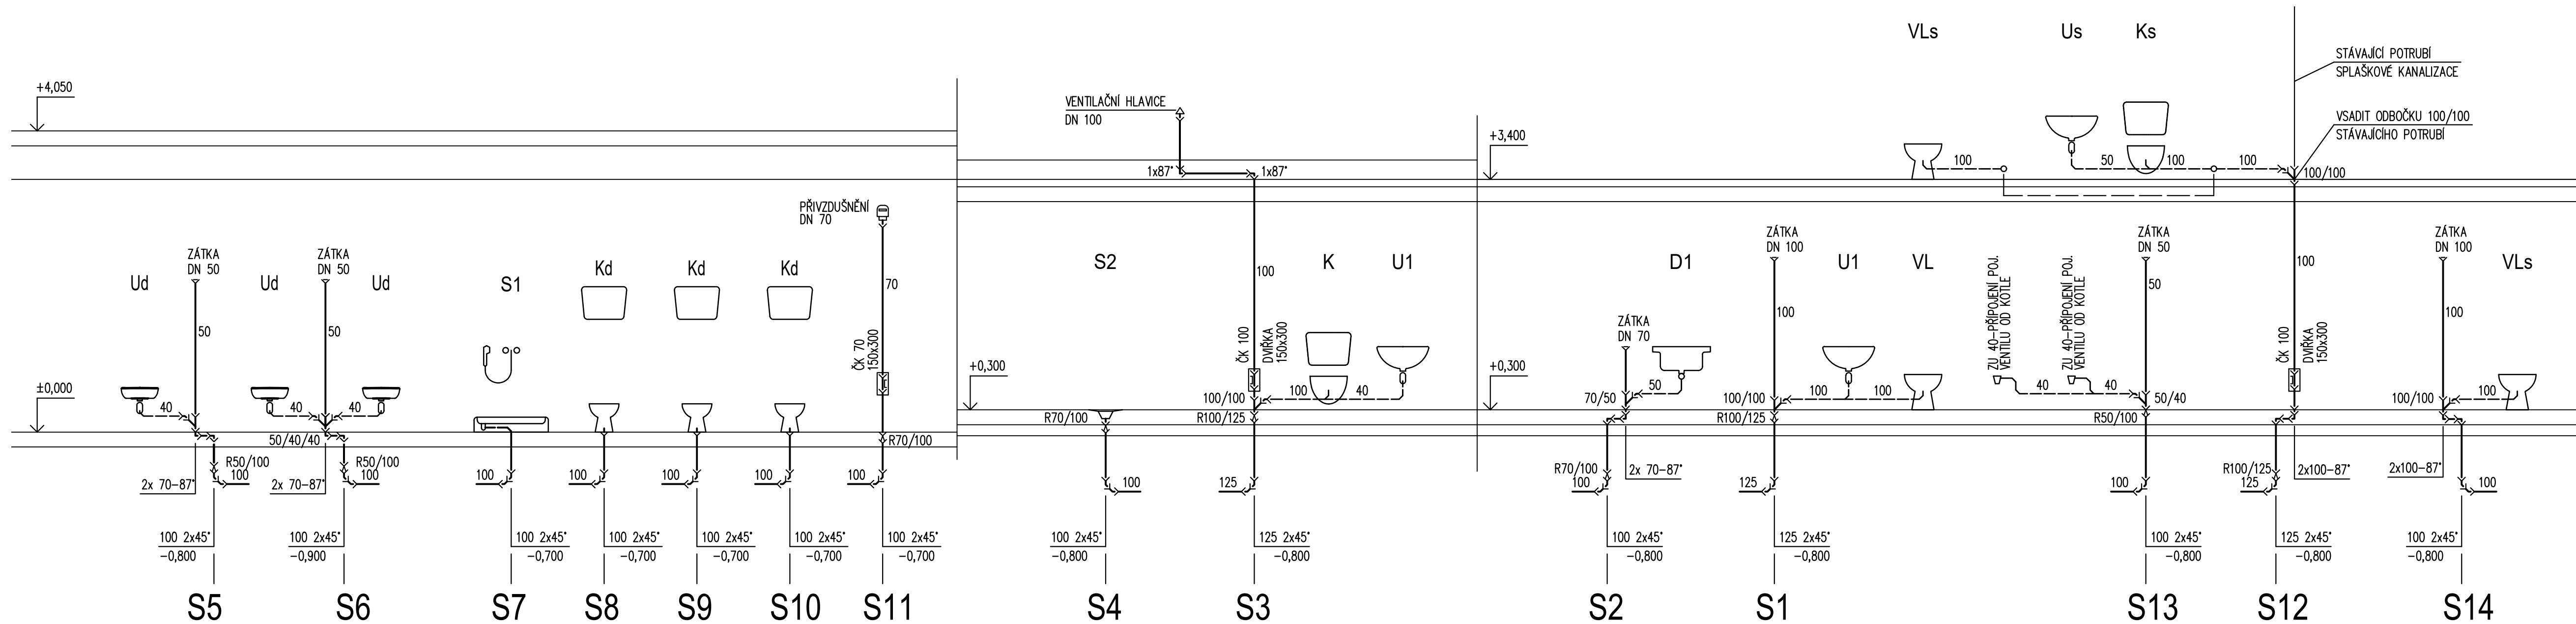 VLs
Us
Ks
STÁVAJÍCÍ POTRUBÍ
SPLAŠKOVÉ KANALIZACE
+4,050
VENTILAČNÍ HLAVICE
DN 100
VSADIT ODBOČKU 100/100
STÁVAJÍCÍHO POTRUBÍ
+3,400
1x87°
1x87°
100
50
100
100
100/100
PŘIVZDUŠNĚNÍ
DN 70
ZÁTKA
DN 50
ZÁTKA
DN 50
Ud
Ud
Ud
S1
Kd
Kd
Kd
50
50
70
ČK 70
150x300
±0,000
40
40
40
50/40/40
R50/100
100
R50/100
100
2x 70-87°
2x 70-87°
100
100
100
100
100
R70/100
S2
100
K
U1
ČK 100
DVÍŘKA
150x300
+0,300
100/100
100
40
R70/100
R100/125
100
125
D1
ZÁTKA
DN 100
U1
VL
100
ZÁTKA
DN 70
+0,300
70/50
50
100/100
100
100
R100/125
R70/100
100
2x 70-87°
125
ZU 40-PŘÍPOJENÍ POJ.
VENTILU OD KOTLE
ZU 40-PŘÍPOJENÍ POJ.
VENTILU OD KOTLE
ZÁTKA
DN 50
50
40
40
50/40
R50/100
100
100
ČK 100
DVÍŘKA
150x300
R100/125
125
2x100-87°
ZÁTKA
DN 100
VLs
100
100/100
100
2x100-87°
100
100 2x45°
-0,800
100 2x45°
-0,900
100 2x45°
-0,700
100 2x45°
-0,700
100 2x45°
-0,700
100 2x45°
-0,700
100 2x45°
-0,700
100 2x45°
-0,800
125 2x45°
-0,800
100 2x45°
-0,800
125 2x45°
-0,800
100 2x45°
-0,800
125 2x45°
-0,800
100 2x45°
-0,800
S5
S6
S7
S8
S9
S10
S11
S4
S3
S2
S1
S13
S12
S14